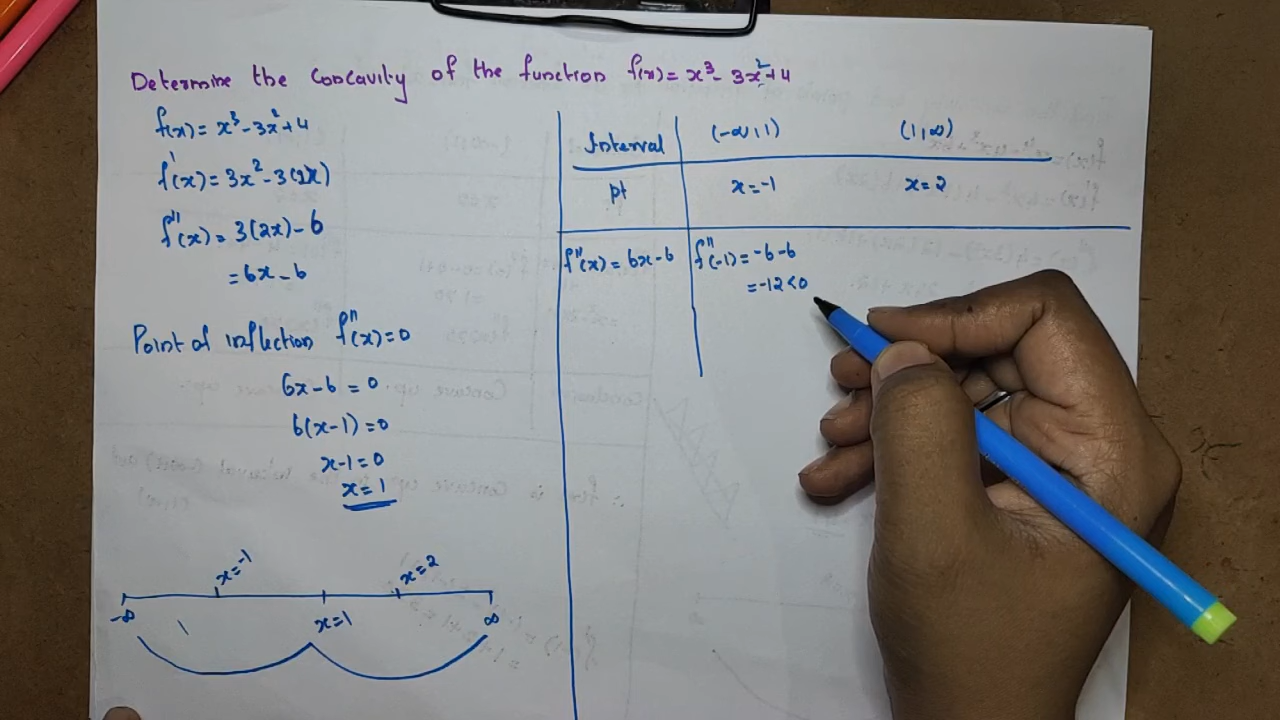 Determine the Concavity of the function f(x) = x³ - 3x² + 4
f(x) = x³ - 3x² + 4
f'(x) = 3x² - 3(2x)
f''(x) = 3(2x) - 6
= 6x - 6
Point of inflection f''(x) = 0
6x - 6 = 0
6(x-1) = 0
x-1 = 0
x = 1
x=-1
x=2
-∞
x=1
∞
Interval (-∞,1) (1,∞)
pt x=-1 x=2
f''(x) = 6x-6 f''(-1) = -6-6
= -12<0